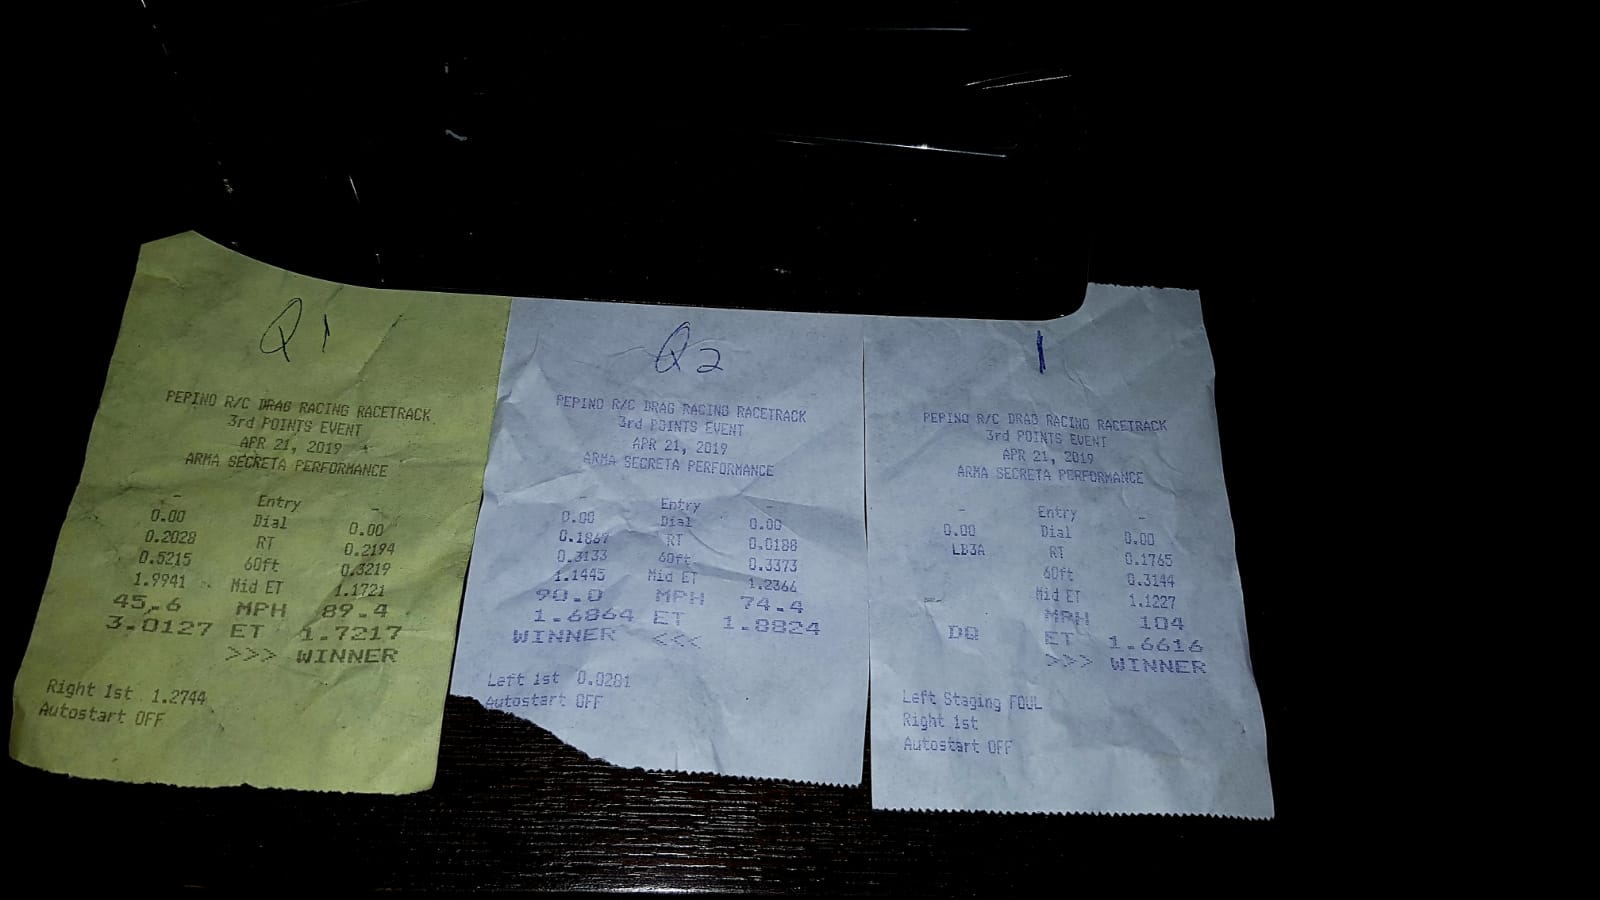 Q 1
PEPINO R/C DRAG RACING RACETRACK
3rd POINTS EVENT
APR 21, 2019
ARMA SECRETA PERFORMANCE
- Entry -
0.00 Dial 0.00
0.2028 RT 0.2194
0.5215 60ft 0.3219
1.9941 Mid ET 1.1721
45.6 MPH 89.4
3.0127 ET 1.7217
>>> WINNER
Right 1st 1.2744
Autostart OFF
Q 2
PEPINO R/C DRAG RACING RACETRACK
3rd POINTS EVENT
APR 21, 2019
ARMA SECRETA PERFORMANCE
- Entry -
0.00 Dial 0.00
0.1867 RT 0.0188
0.3133 60ft 0.3373
1.1445 Mid ET 1.2366
90.0 MPH 74.4
1.6864 ET 1.8824
WINNER <<<
Left 1st 0.0281
Autostart OFF
1
PEPINO R/C DRAG RACING RACETRACK
3rd POINTS EVENT
APR 21, 2019
ARMA SECRETA PERFORMANCE
- Entry -
0.00 Dial 0.00
RT 0.1765
60ft 0.3144
Mid ET 1.1227
MPH 104
DQ ET 1.6616
>>> WINNER
Left Staging FOUL
Right 1st
Autostart OFF